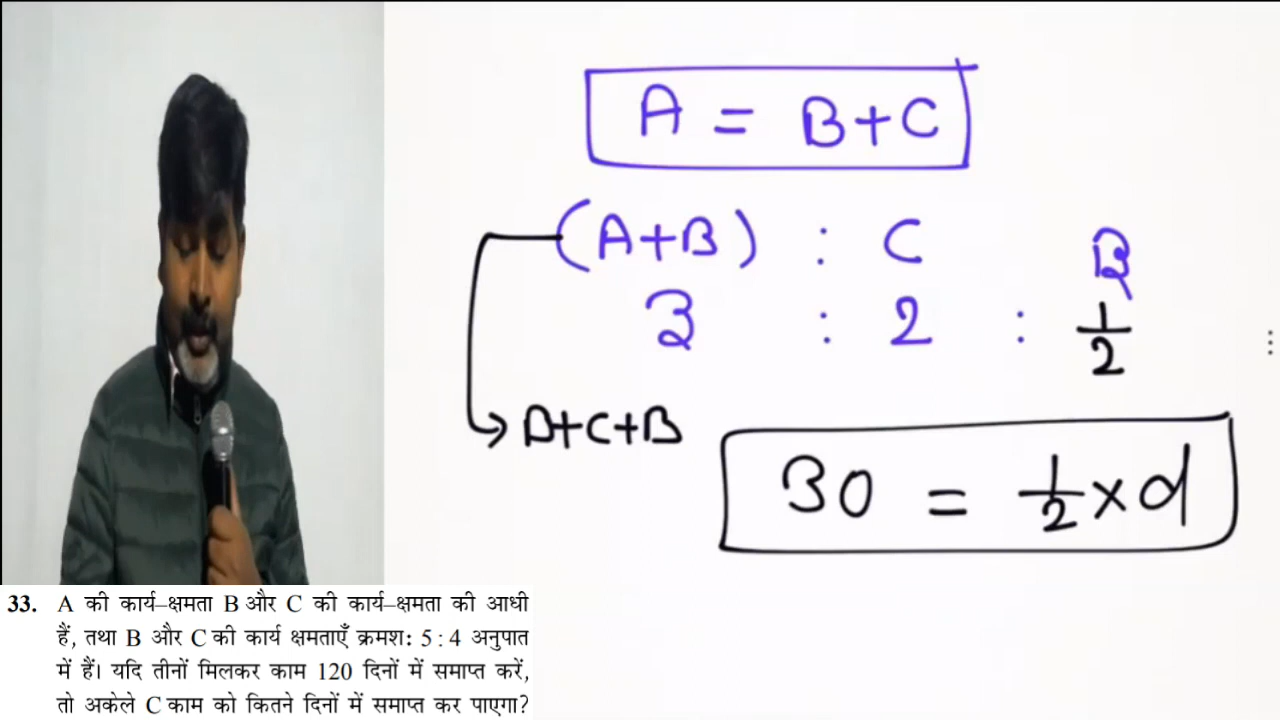 A = B+C
(A+B) : C B
3 : 2 : 1/2
A+C+B
30 = 1/2 × d
33. A की कार्य–क्षमता B और C की कार्य–क्षमता की आधी
हैं, तथा B और C की कार्य क्षमताएँ क्रमश: 5 : 4 अनुपात
में हैं। यदि तीनों मिलकर काम 120 दिनों में समाप्त करें,
तो अकेले C काम को कितने दिनों में समाप्त कर पाएगा?